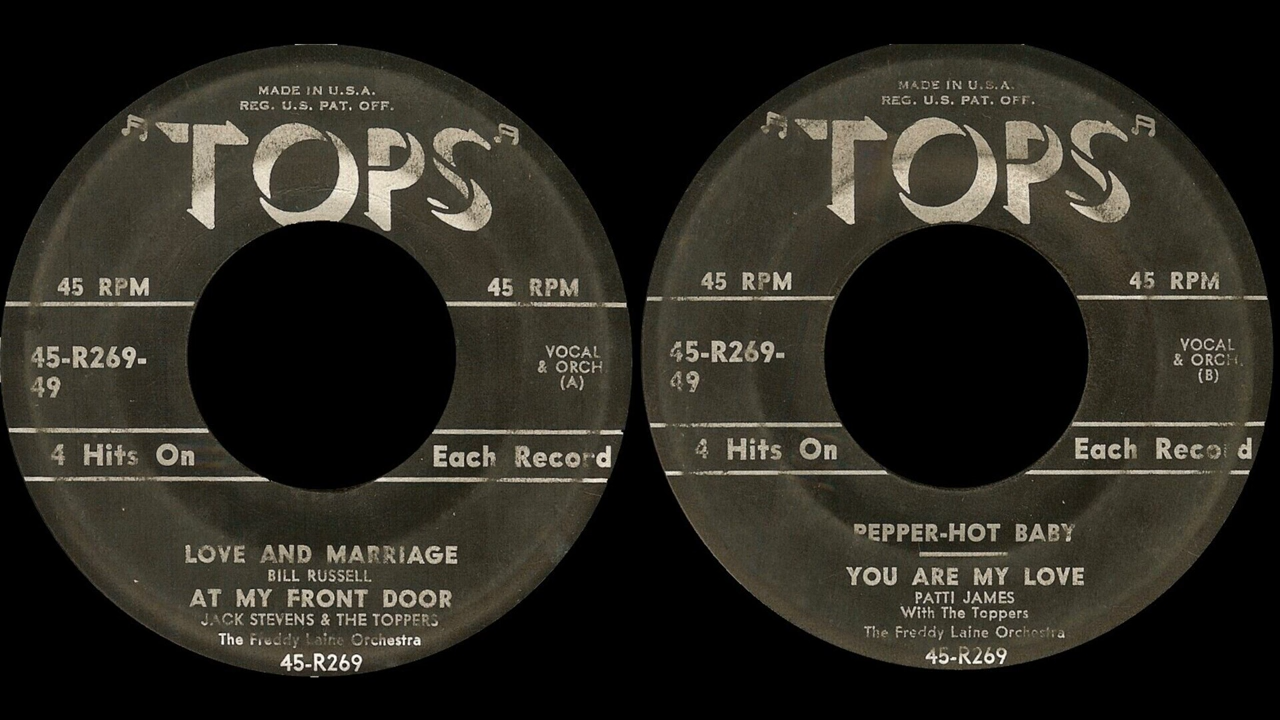 MADE IN U.S.A.
REG. U.S. PAT. OFF.
"TOPS"
45 RPM 45 RPM
45-R269-
49
VOCAL
& ORCH
(A)
4 Hits On Each Record
LOVE AND MARRIAGE
BILL RUSSELL
AT MY FRONT DOOR
JACK STEVENS & THE TOPPERS
The Freddy Laine Orchestra
45-R269
MADE IN U.S.A.
REG. U.S. PAT. OFF.
"TOPS"
45 RPM 45 RPM
45-R269-
49
VOCAL
& ORCH.
(B)
4 Hits On Each Record
PEPPER-HOT BABY
YOU ARE MY LOVE
PATTI JAMES
With The Toppers
The Freddy Laine Orchestra
45-R269